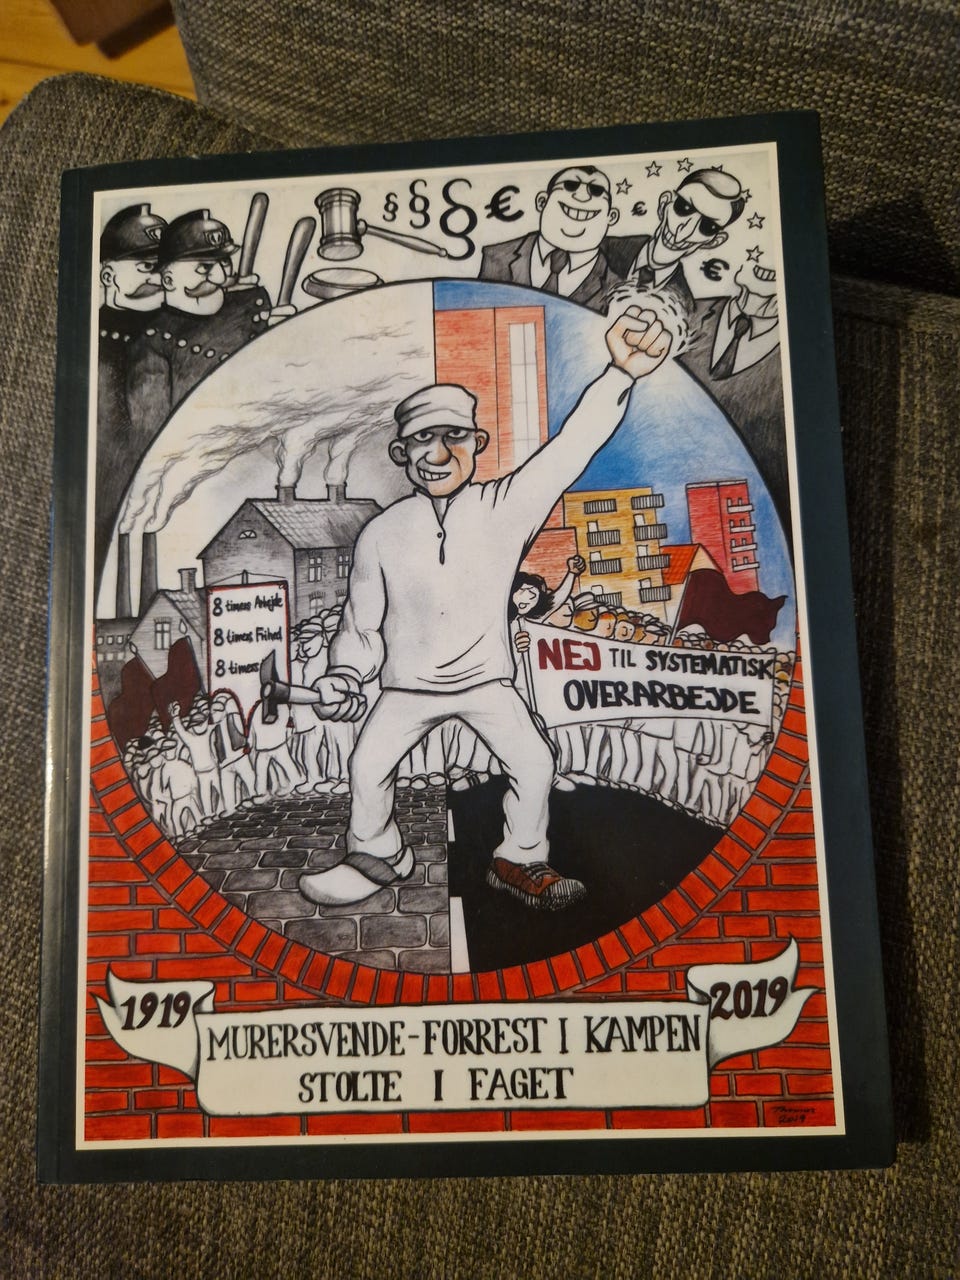 § § § €
€
€
8 timers Arbejde
8 timers Frihed
8 timers
NEJ TIL SYSTEMATISK
OVERARBEJDE
1919
2019
MURERSVENDE-FORREST I KAMPEN
STOLTE I FAGET
2019